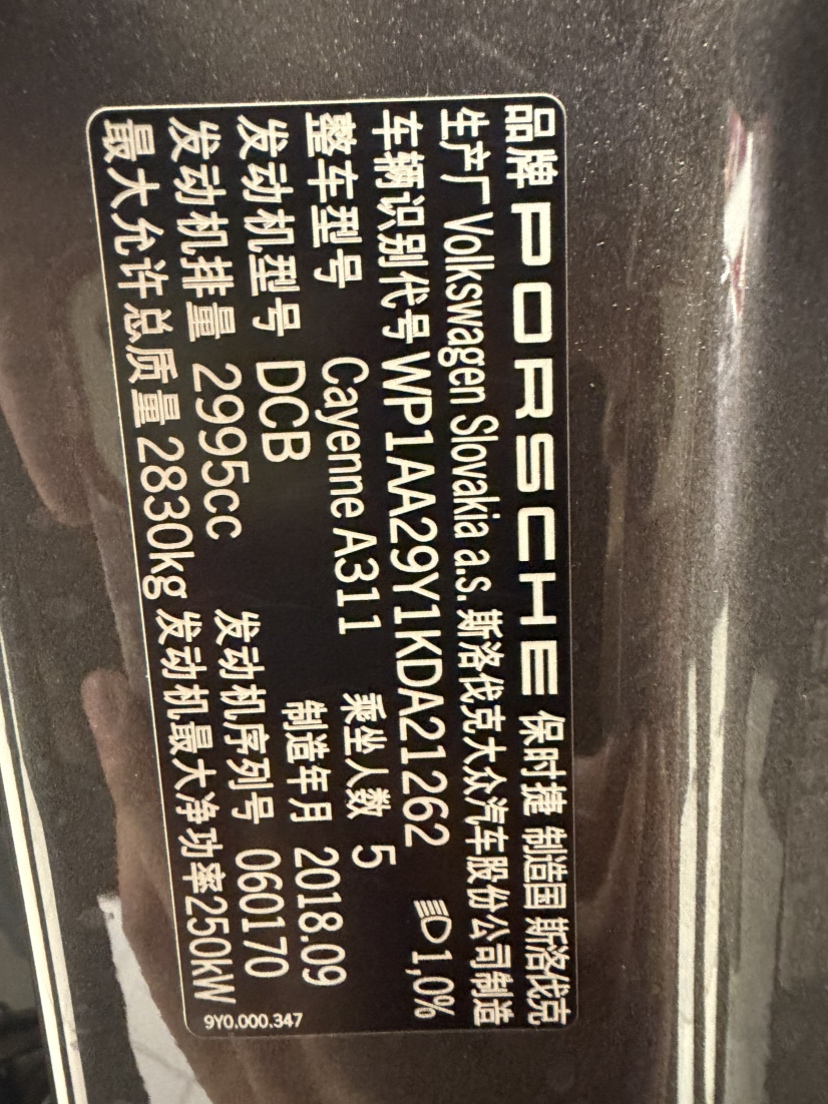 品牌 PORSCHE 保时捷 制造国 斯洛伐克
生产厂 Volkswagen Slovakia a.s. 斯洛伐克大众汽车股份公司制造
车辆识别代号 WP1AA29Y1KDA21262 1,0%
整车型号 Cayenne A311 乘坐人数 5
发动机型号 DCB 制造年月 2018.09
发动机排量 2995cc 发动机序列号 060170
最大允许总质量 2830kg 发动机最大净功率250kW
9Y0.000.347